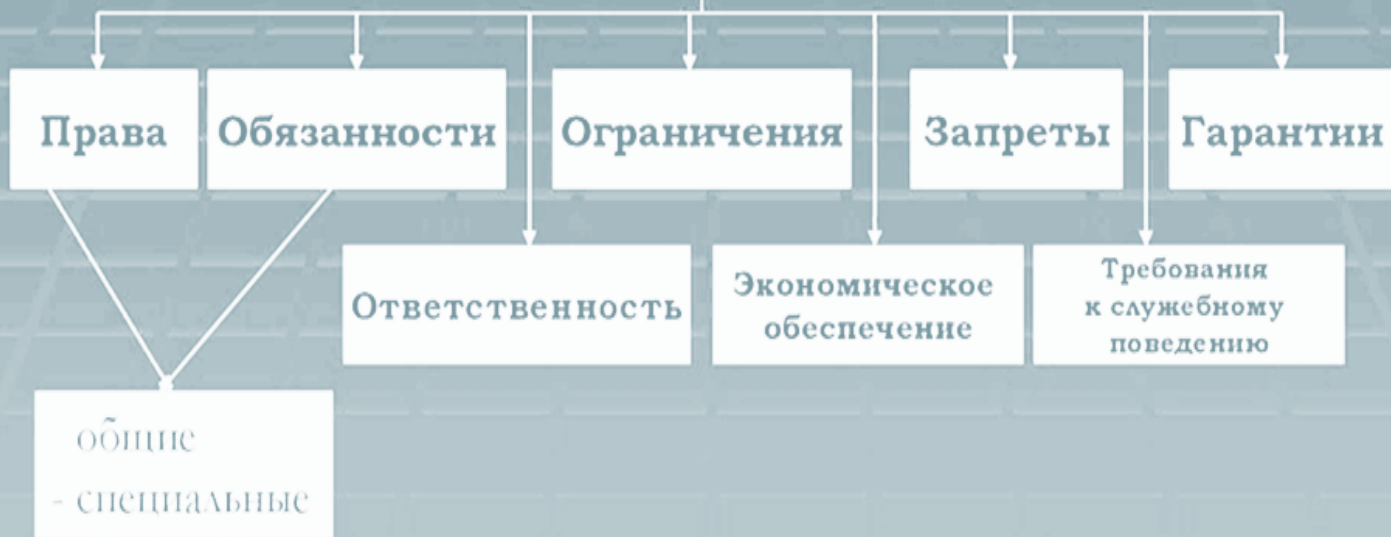 Права
Обязанности
Ограничения
Запреты
Гарантии
Ответственность
Экономическое
обеспечение
Требования
к служебному
поведению
общие
- специальные